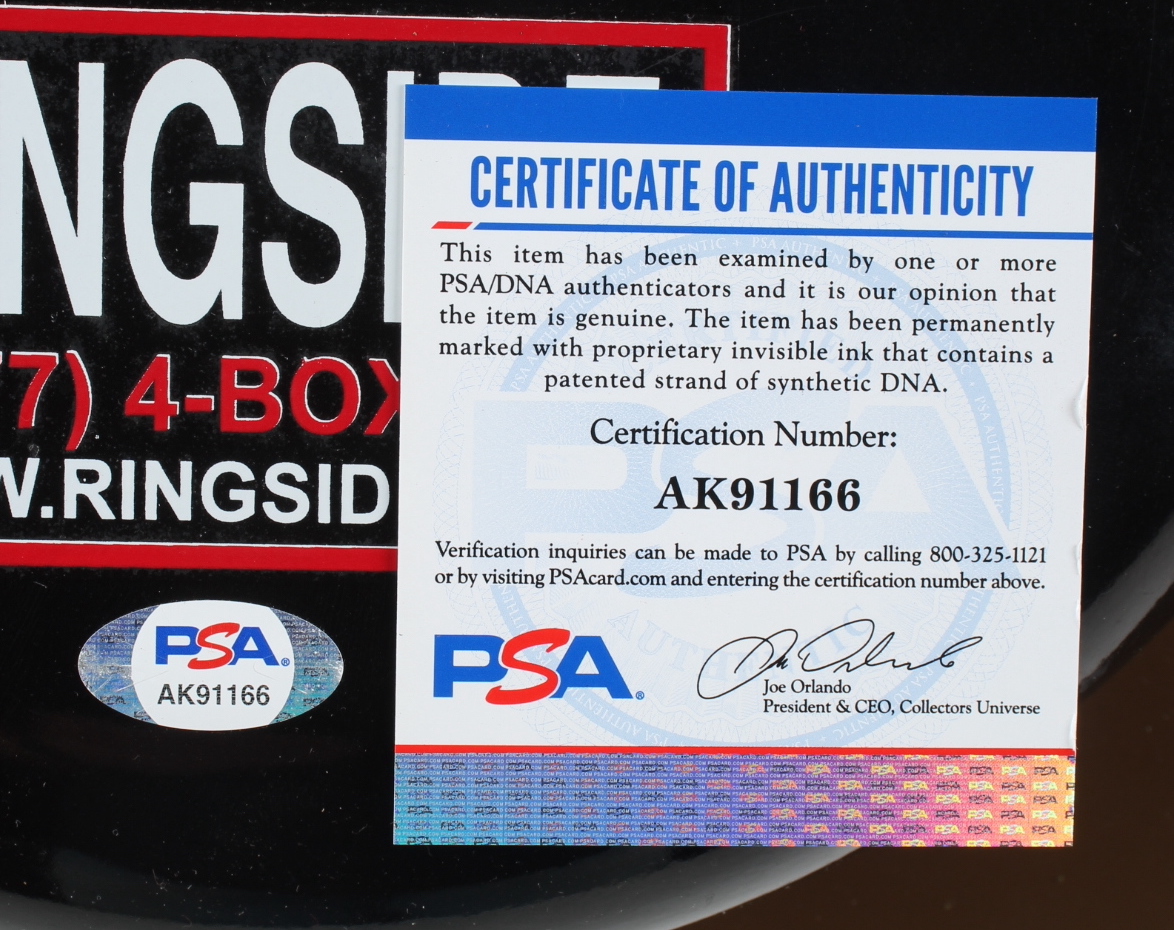 NGSI
7) 4-BOX
W.RINGSID
PSA®
AK91166
CERTIFICATE OF AUTHENTICITY
This item has been examined by one or more
PSA/DNA authenticators and it is our opinion that
the item is genuine. The item has been permanently
marked with proprietary invisible ink that contains a
patented strand of synthetic DNA.
Certification Number:
AK91166
Verification inquiries can be made to PSA by calling 800-325-1121
or by visiting PSAcard.com and entering the certification number above.
PSA®
Joe Orlando
President & CEO, Collectors Universe